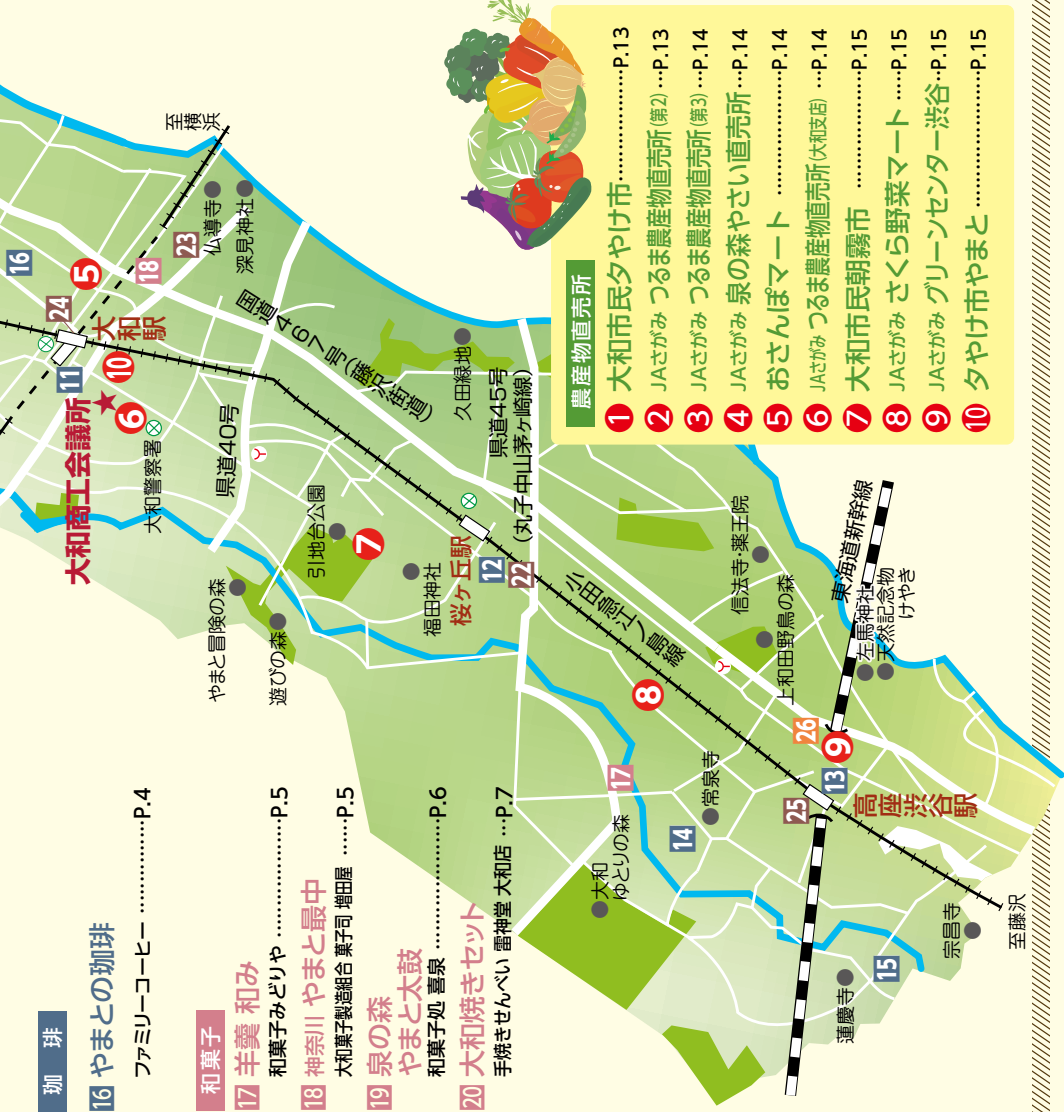 珈琲
16 やまとの珈琲
ファミリーコーヒー ……………P.4
和菓子
17 羊羹 和み
和菓子みどりや ……………P.5
18 神奈川 やまと最中
大和菓子製造組合 菓子司 増田屋 ……P.5
19 泉の森
やまと太鼓
和菓子処 喜泉 ……………P.6
20 大和焼きセット
手焼きせんべい 雷神堂 大和店 …P.7
農産物直売所
1 大和市民夕やけ市……………P.13
2 JAさがみ つるま農産物直売所(第2)…P.13
3 JAさがみ つるま農産物直売所(第3)…P.14
4 JAさがみ 泉の森やさい直売所…P.14
5 おさんぽマート ……………P.14
6 JAさがみ つるま農産物直売所(大和支店) …P.14
7 大和市民朝霧市 ……………P.15
8 JAさがみ さくら野菜マート…P.15
9 JAさがみ グリーンセンター渋谷…P.15
10 夕やけ市やまと……………P.15
至横浜
仏導寺
深見神社
16
5
18
23
24
大和駅
11
10
大和商工会議所
6
大和警察署
国道467号(藤沢街道)
県道40号
久田緑地
県道45号
(丸子中山茅ヶ崎線)
引地台公園
7
やまと冒険の森
遊びの森
福田神社
桜ヶ丘駅
12
22
小田急江ノ島線
信法寺・薬王院
上和田野鳥の森
東海道新幹線
左馬神社
天然記念物
けやき
8
26
9
13
25
高座渋谷駅
17
14
常泉寺
大和
ゆとりの森
15
蓮慶寺
宗昌寺
至藤沢